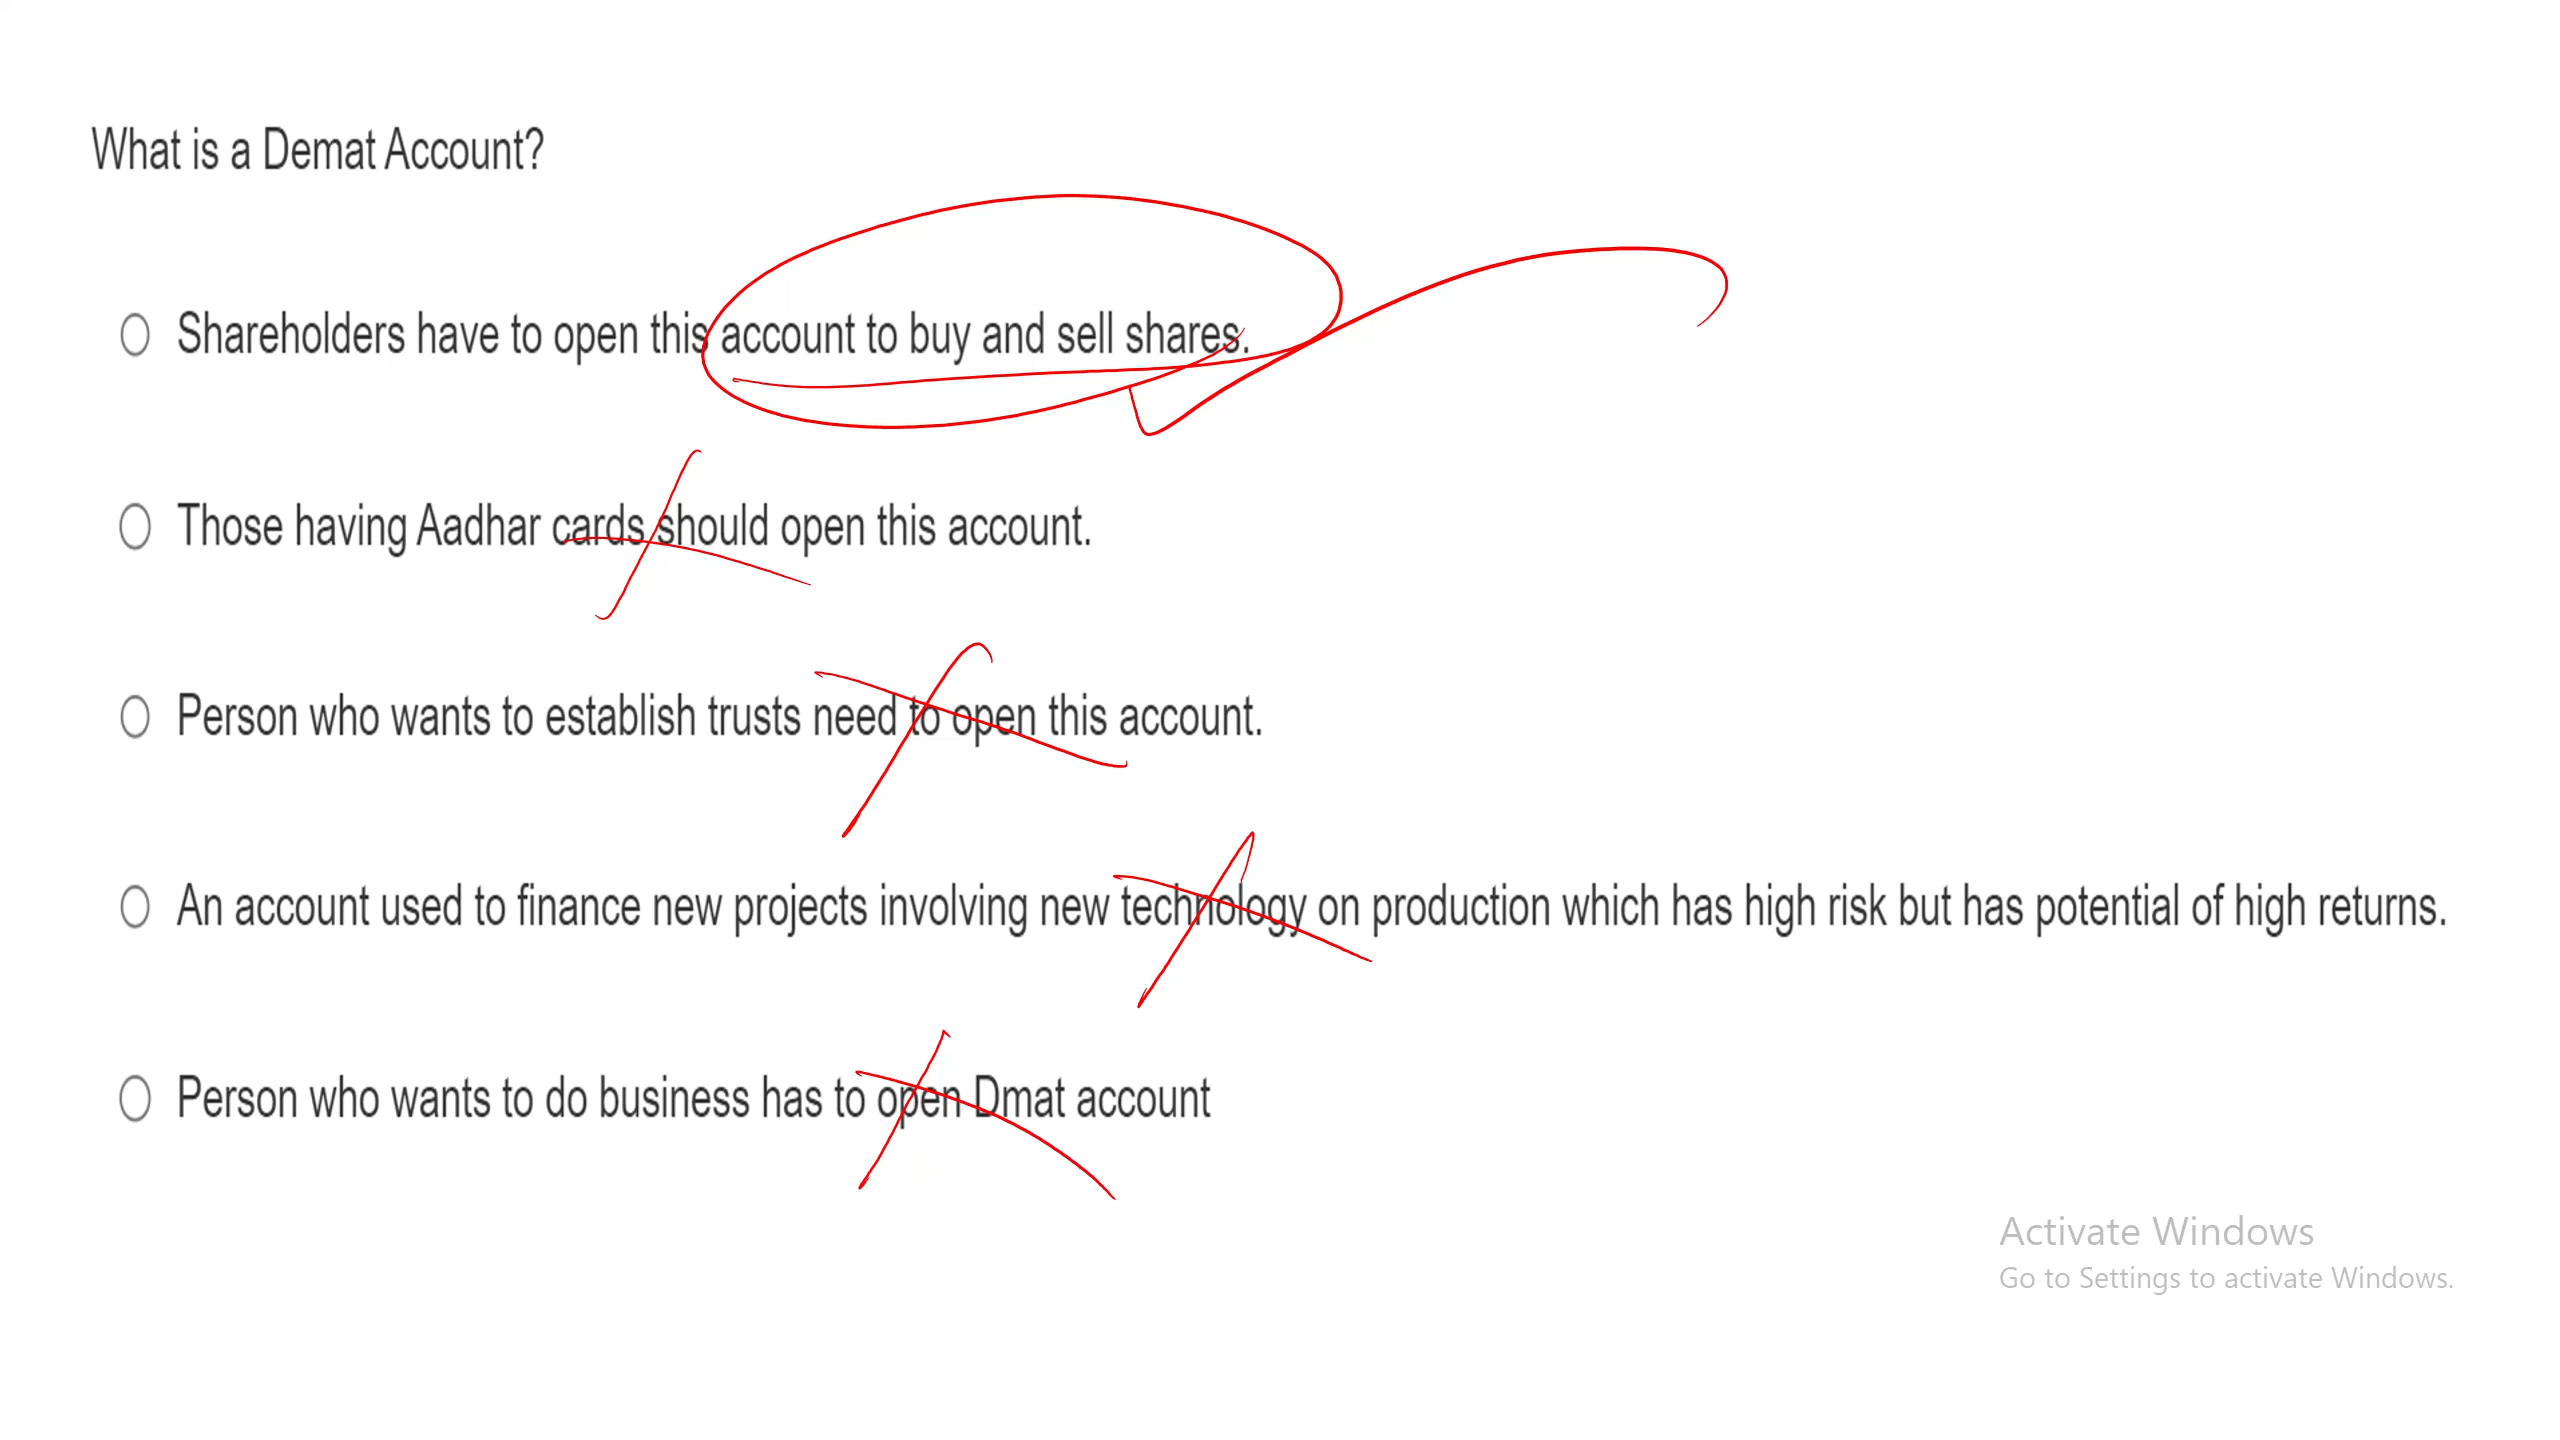 What is a Demat Account?
Shareholders have to open this account to buy and sell shares.
Those having Aadhar cards should open this account.
Person who wants to establish trusts need to open this account.
An account used to finance new projects involving new technology on production which has high risk but has potential of high returns.
Person who wants to do business has to open Dmat account
Activate Windows
Go to Settings to activate Windows.